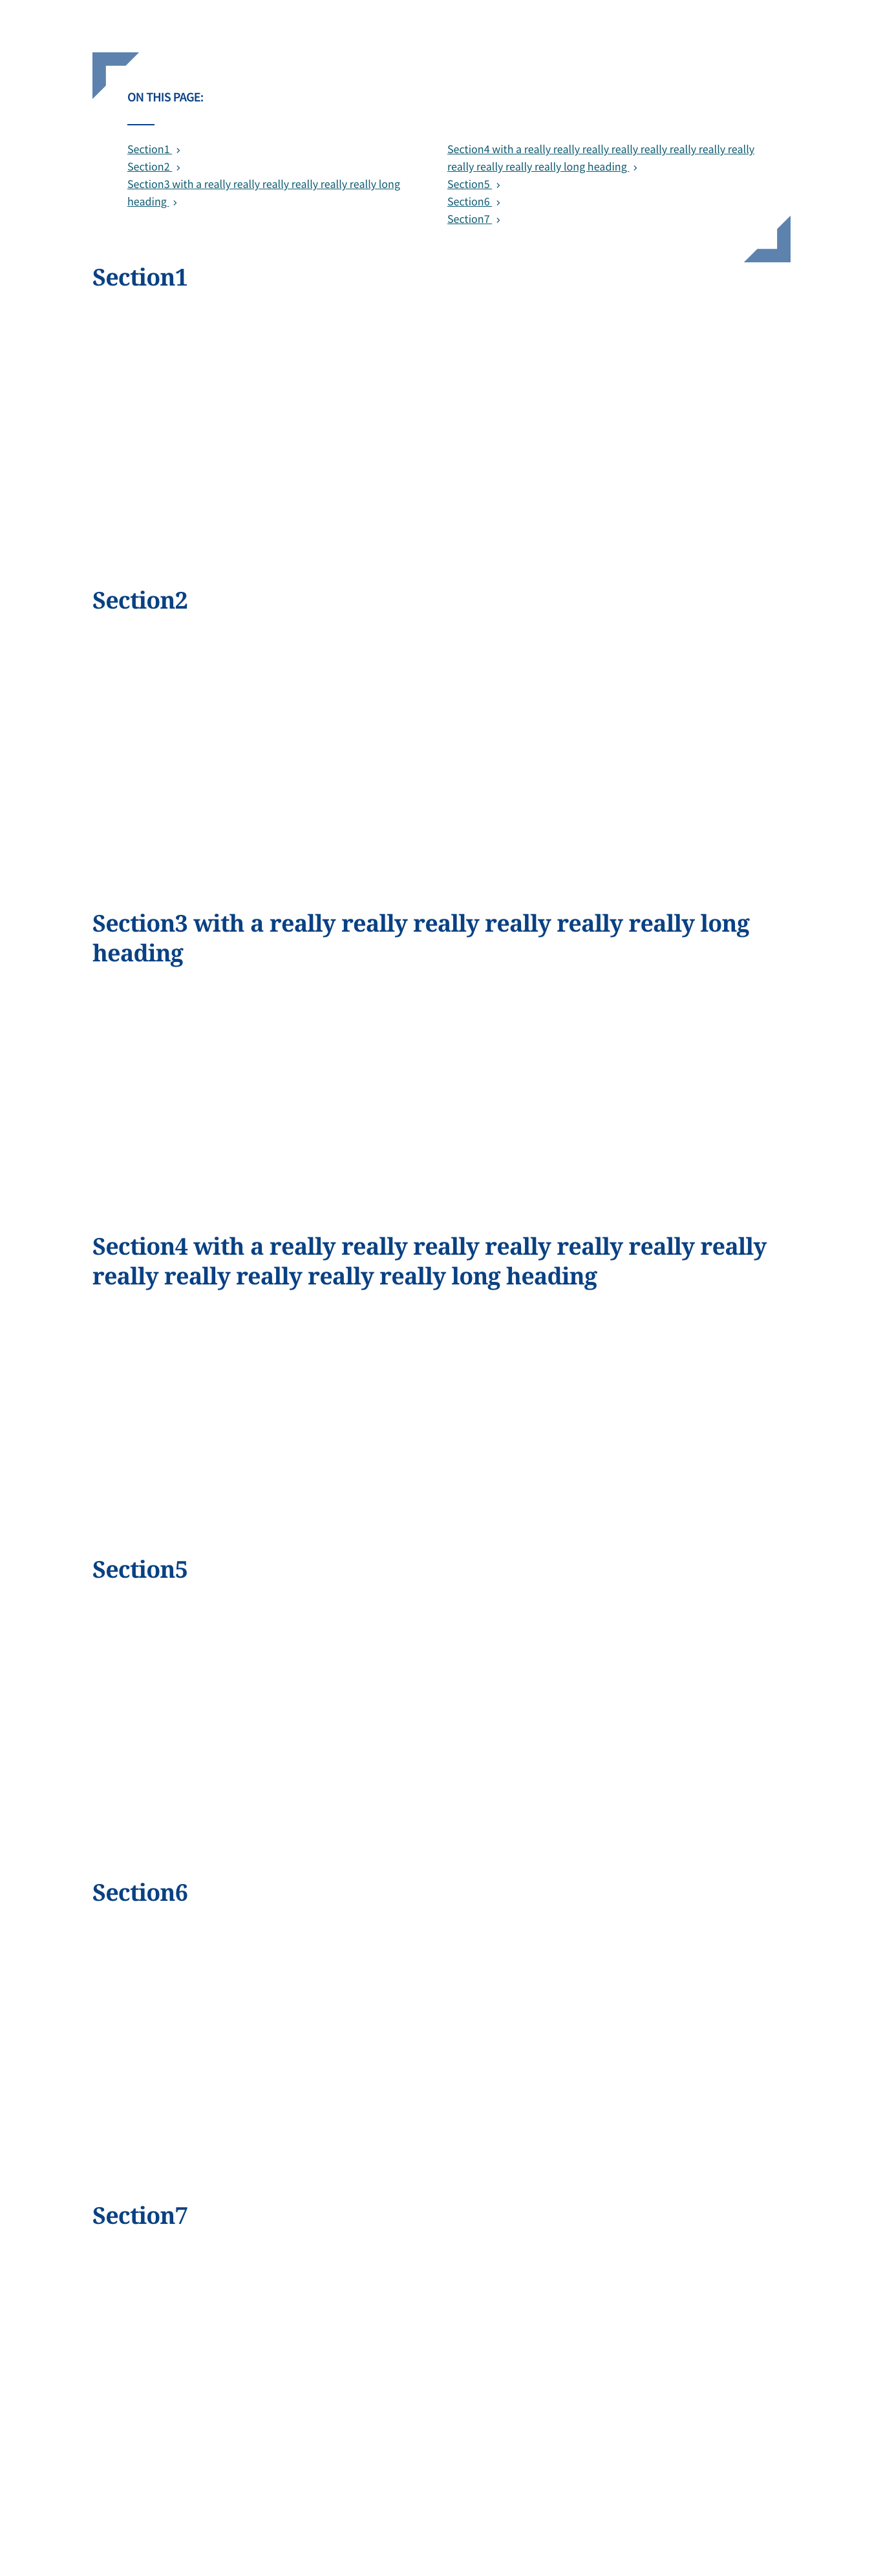 ON THIS PAGE:
Section1 ›
Section2 ›
Section3 with a really really really really really really long
heading ›
Section4 with a really really really really really really really really
really really really really long heading ›
Section5 ›
Section6 ›
Section7 ›
Section1
Section2
Section3 with a really really really really really really long
heading
Section4 with a really really really really really really really
really really really really really long heading
Section5
Section6
Section7